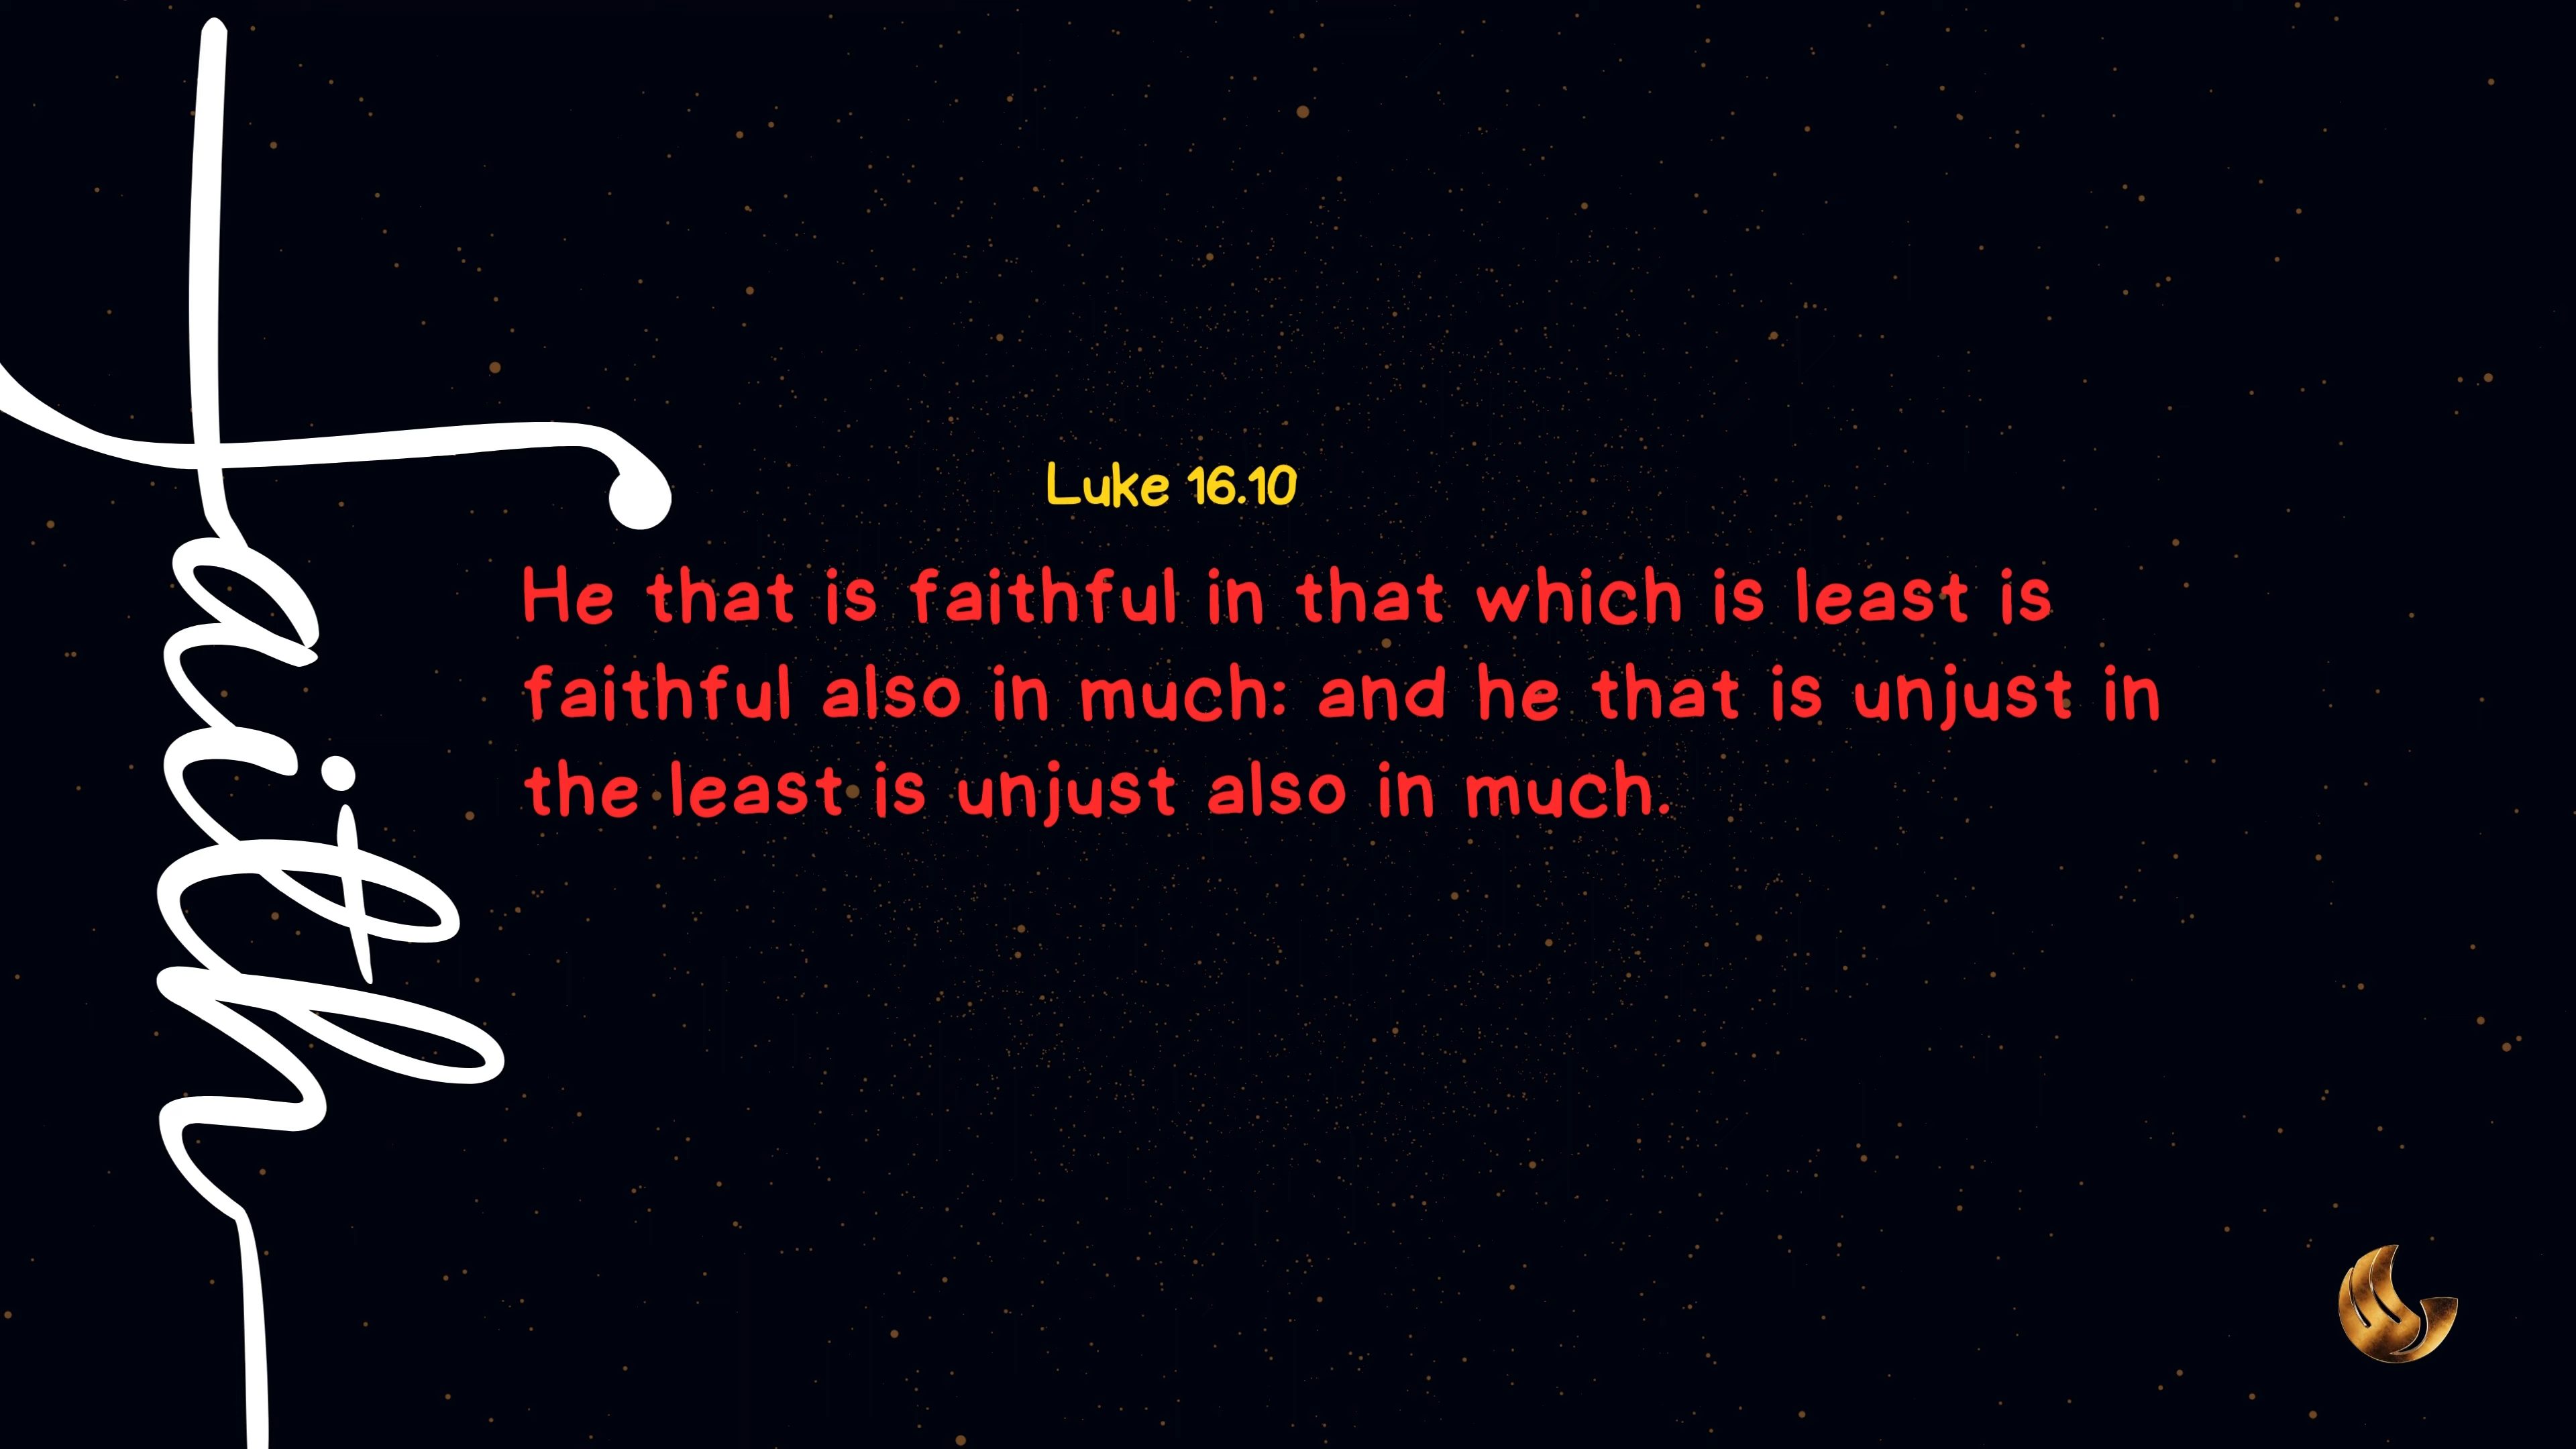 faith
Luke 16.10
He that is faithful in that which is least is
faithful also in much: and he that is unjust in
the least is unjust also in much.